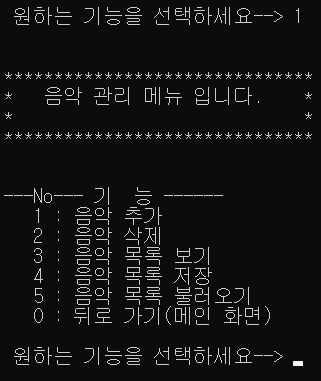 원하는 기능을 선택하세요--> 1
*******************************
*   음악 관리 메뉴 입니다.    *
*                             *
*******************************
---No--- 기  능 ------
1 : 음악 추가
2 : 음악 삭제
3 : 음악 목록 보기
4 : 음악 목록 저장
5 : 음악 목록 불러오기
0 : 뒤로 가기(메인 화면)
원하는 기능을 선택하세요-->